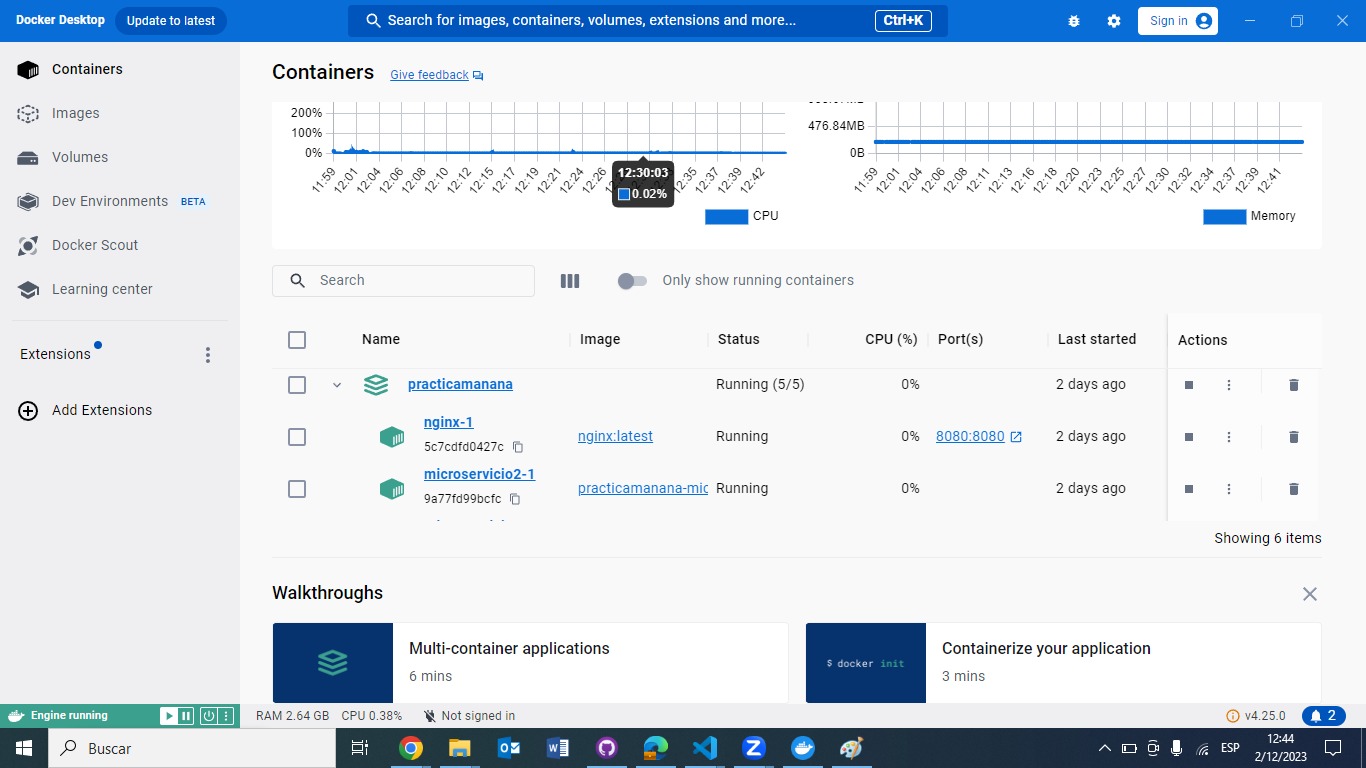 Docker Desktop Update to latest Search for images, containers, volumes, extensions and more... Ctrl+K Sign in
Containers
Images
Volumes
Dev Environments BETA
Docker Scout
Learning center
Extensions
Add Extensions
Containers Give feedback
200%
100%
0%
11:59 12:01 12:04 12:06 12:08 12:10 12:12 12:15 12:17 12:19 12:21 12:24 12:26 12:35 12:37 12:39 12:42
12:30:03
0.02%
CPU
476.84MB
0B
11:59 12:01 12:04 12:06 12:08 12:11 12:13 12:16 12:18 12:20 12:23 12:25 12:27 12:30 12:32 12:34 12:37 12:39 12:41
Memory
Search Only show running containers
Name Image Status CPU (%) Port(s) Last started Actions
practicamanana Running (5/5) 0% 2 days ago
nginx-1
5c7cdfd0427c nginx:latest Running 0% 8080:8080 2 days ago
microservicio2-1
9a77fd99bcfc practicamanana-mic Running 0% 2 days ago
Showing 6 items
Walkthroughs
Multi-container applications
6 mins
$ docker init
Containerize your application
3 mins
Engine running RAM 2.64 GB CPU 0.38% Not signed in v4.25.0 2
Buscar ESP 12:44
2/12/2023